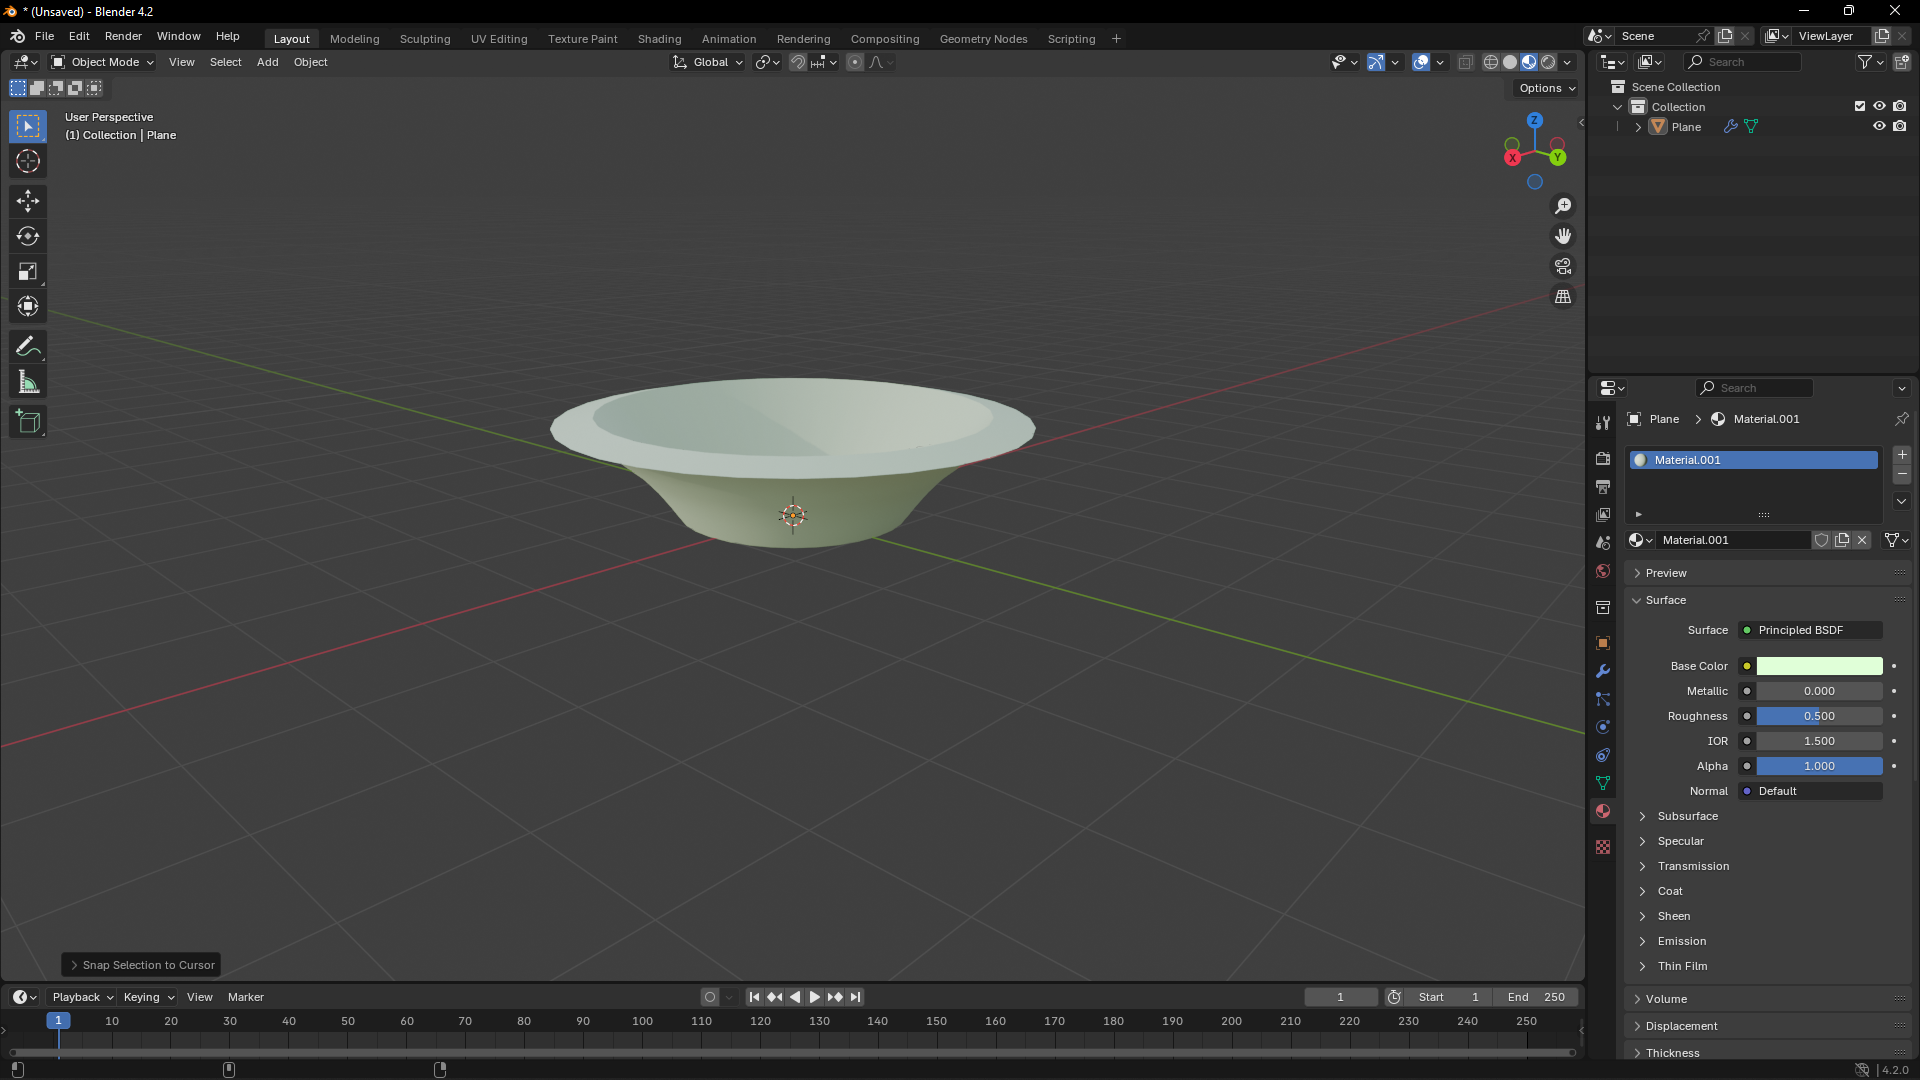 * (Unsaved) - Blender 4.2
File Edit Render Window Help
Layout Modeling Sculpting UV Editing Texture Paint Shading Animation Rendering Compositing Geometry Nodes Scripting +
Scene
ViewLayer
Object Mode View Select Add Object
Global
Search
Options
User Perspective
(1) Collection | Plane
Z
X
Y
Scene Collection
Collection
Plane
Search
Plane
Material.001
Material.001
Material.001
Preview
Surface
Surface Principled BSDF
Base Color
Metallic 0.000
Roughness 0.500
IOR 1.500
Alpha 1.000
Normal Default
Subsurface
Specular
Transmission
Coat
Sheen
Emission
Thin Film
Volume
Displacement
Thickness
Snap Selection to Cursor
Playback Keying View Marker
1
Start 1
End 250
1 10 20 30 40 50 60 70 80 90 100 110 120 130 140 150 160 170 180 190 200 210 220 230 240 250
4.2.0